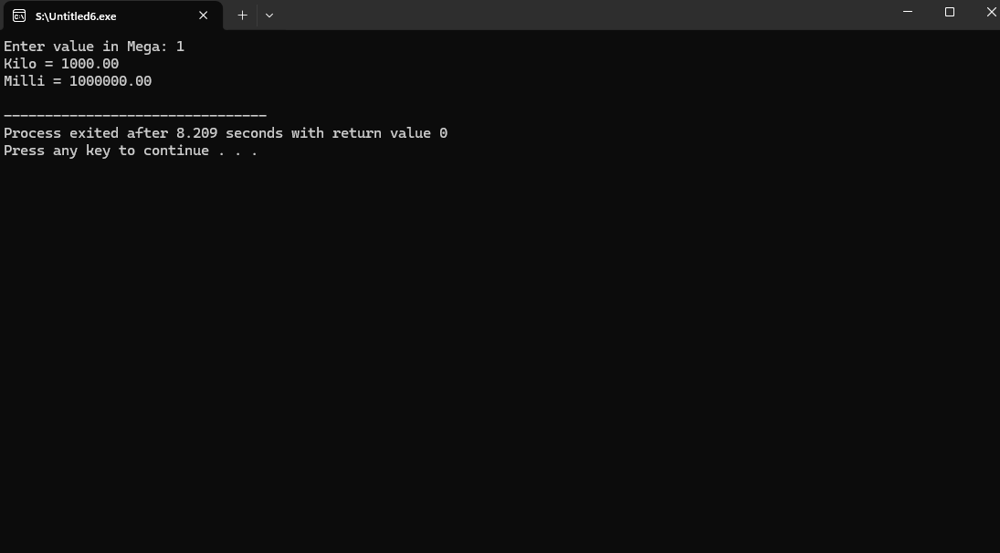 S:\Untitled6.exe
Enter value in Mega: 1
Kilo = 1000.00
Milli = 1000000.00
--------------------------------
Process exited after 8.209 seconds with return value 0
Press any key to continue . . .